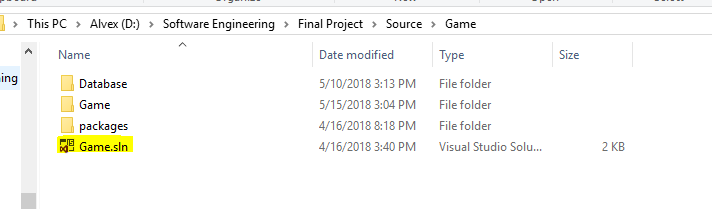 This PC > Alvex (D:) > Software Engineering > Final Project > Source > Game
Name Date modified Type Size
Database 5/10/2018 3:13 PM File folder
Game 5/15/2018 3:04 PM File folder
packages 4/16/2018 8:18 PM File folder
Game.sln 4/16/2018 3:40 PM Visual Studio Solu... 2 KB